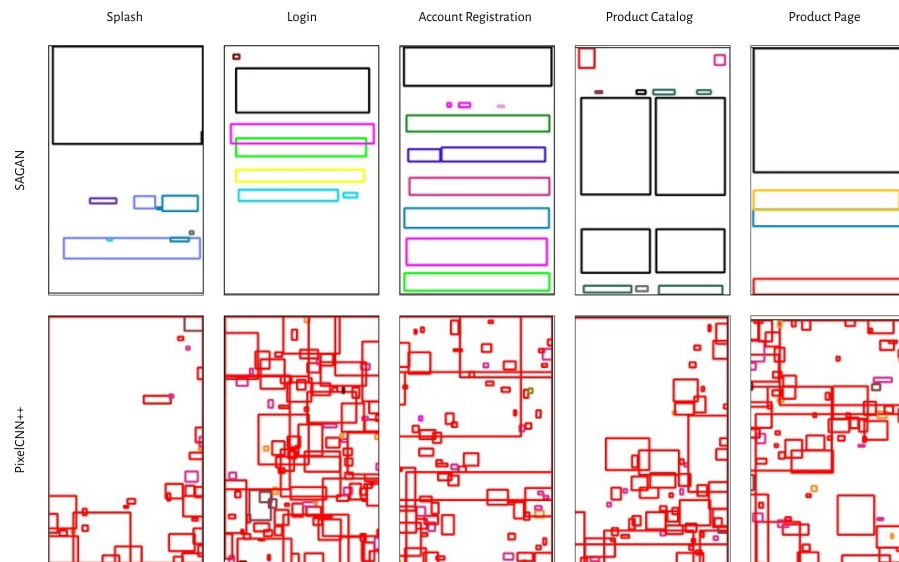 Splash Login Account Registration Product Catalog Product Page
SAGAN
PixelCNN++